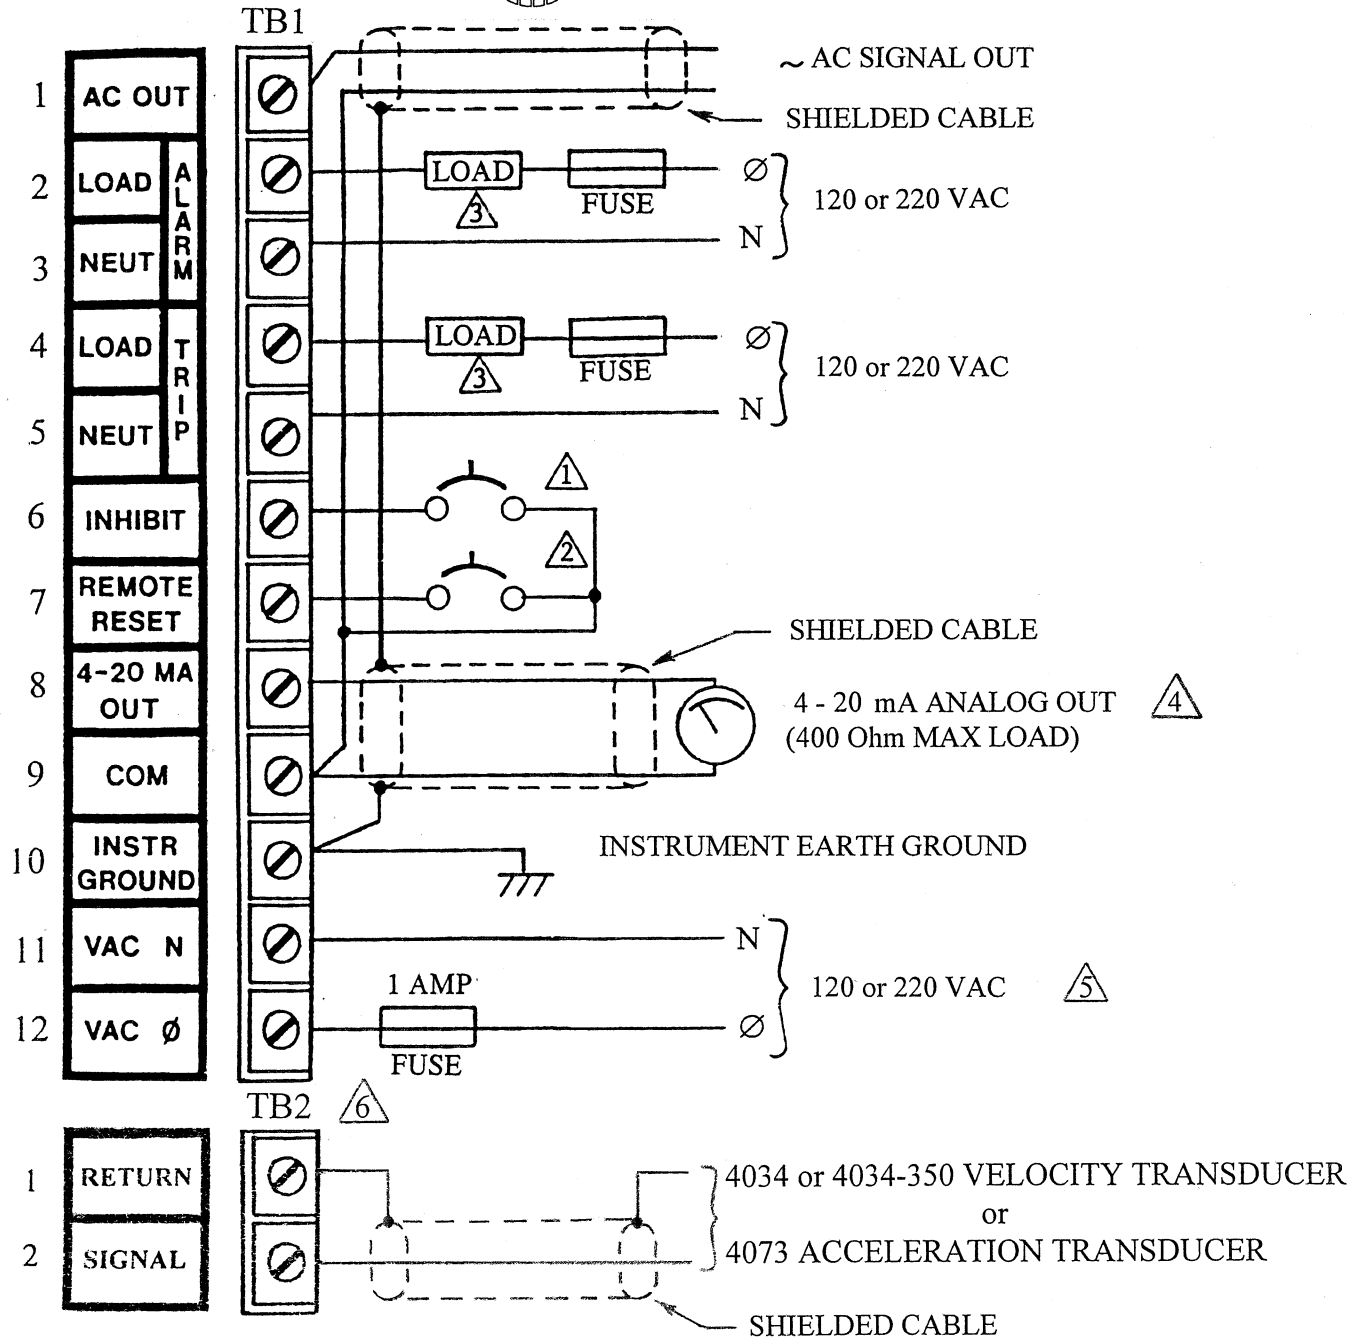 TB1
1 AC OUT
~ AC SIGNAL OUT
SHIELDED CABLE
2 LOAD
ALARM
LOAD
3
FUSE
Ø
120 or 220 VAC
3 NEUT
N
4 LOAD
TRIP
LOAD
3
FUSE
Ø
120 or 220 VAC
5 NEUT
N
6 INHIBIT
1
7 REMOTE
RESET
2
SHIELDED CABLE
8 4-20 MA
OUT
4 - 20 mA ANALOG OUT
4
(400 Ohm MAX LOAD)
9 COM
10 INSTR
GROUND
INSTRUMENT EARTH GROUND
11 VAC N
N
1 AMP
FUSE
120 or 220 VAC
5
12 VAC Ø
Ø
TB2
6
1 RETURN
4034 or 4034-350 VELOCITY TRANSDUCER
or
2 SIGNAL
4073 ACCELERATION TRANSDUCER
SHIELDED CABLE